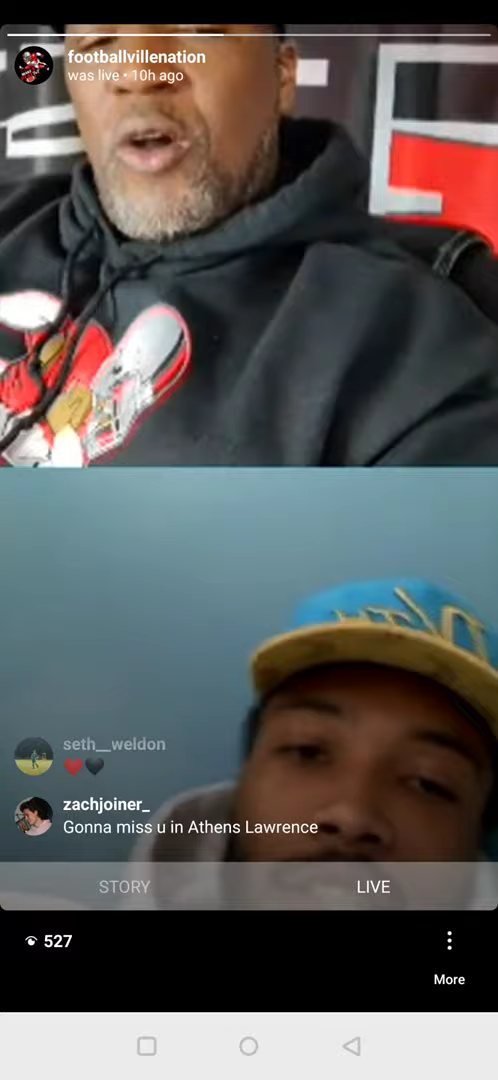 footballvillenation
was live • 10h ago
seth__weldon
❤️🖤
zachjoiner_
Gonna miss u in Athens Lawrence
STORY
LIVE
527
More